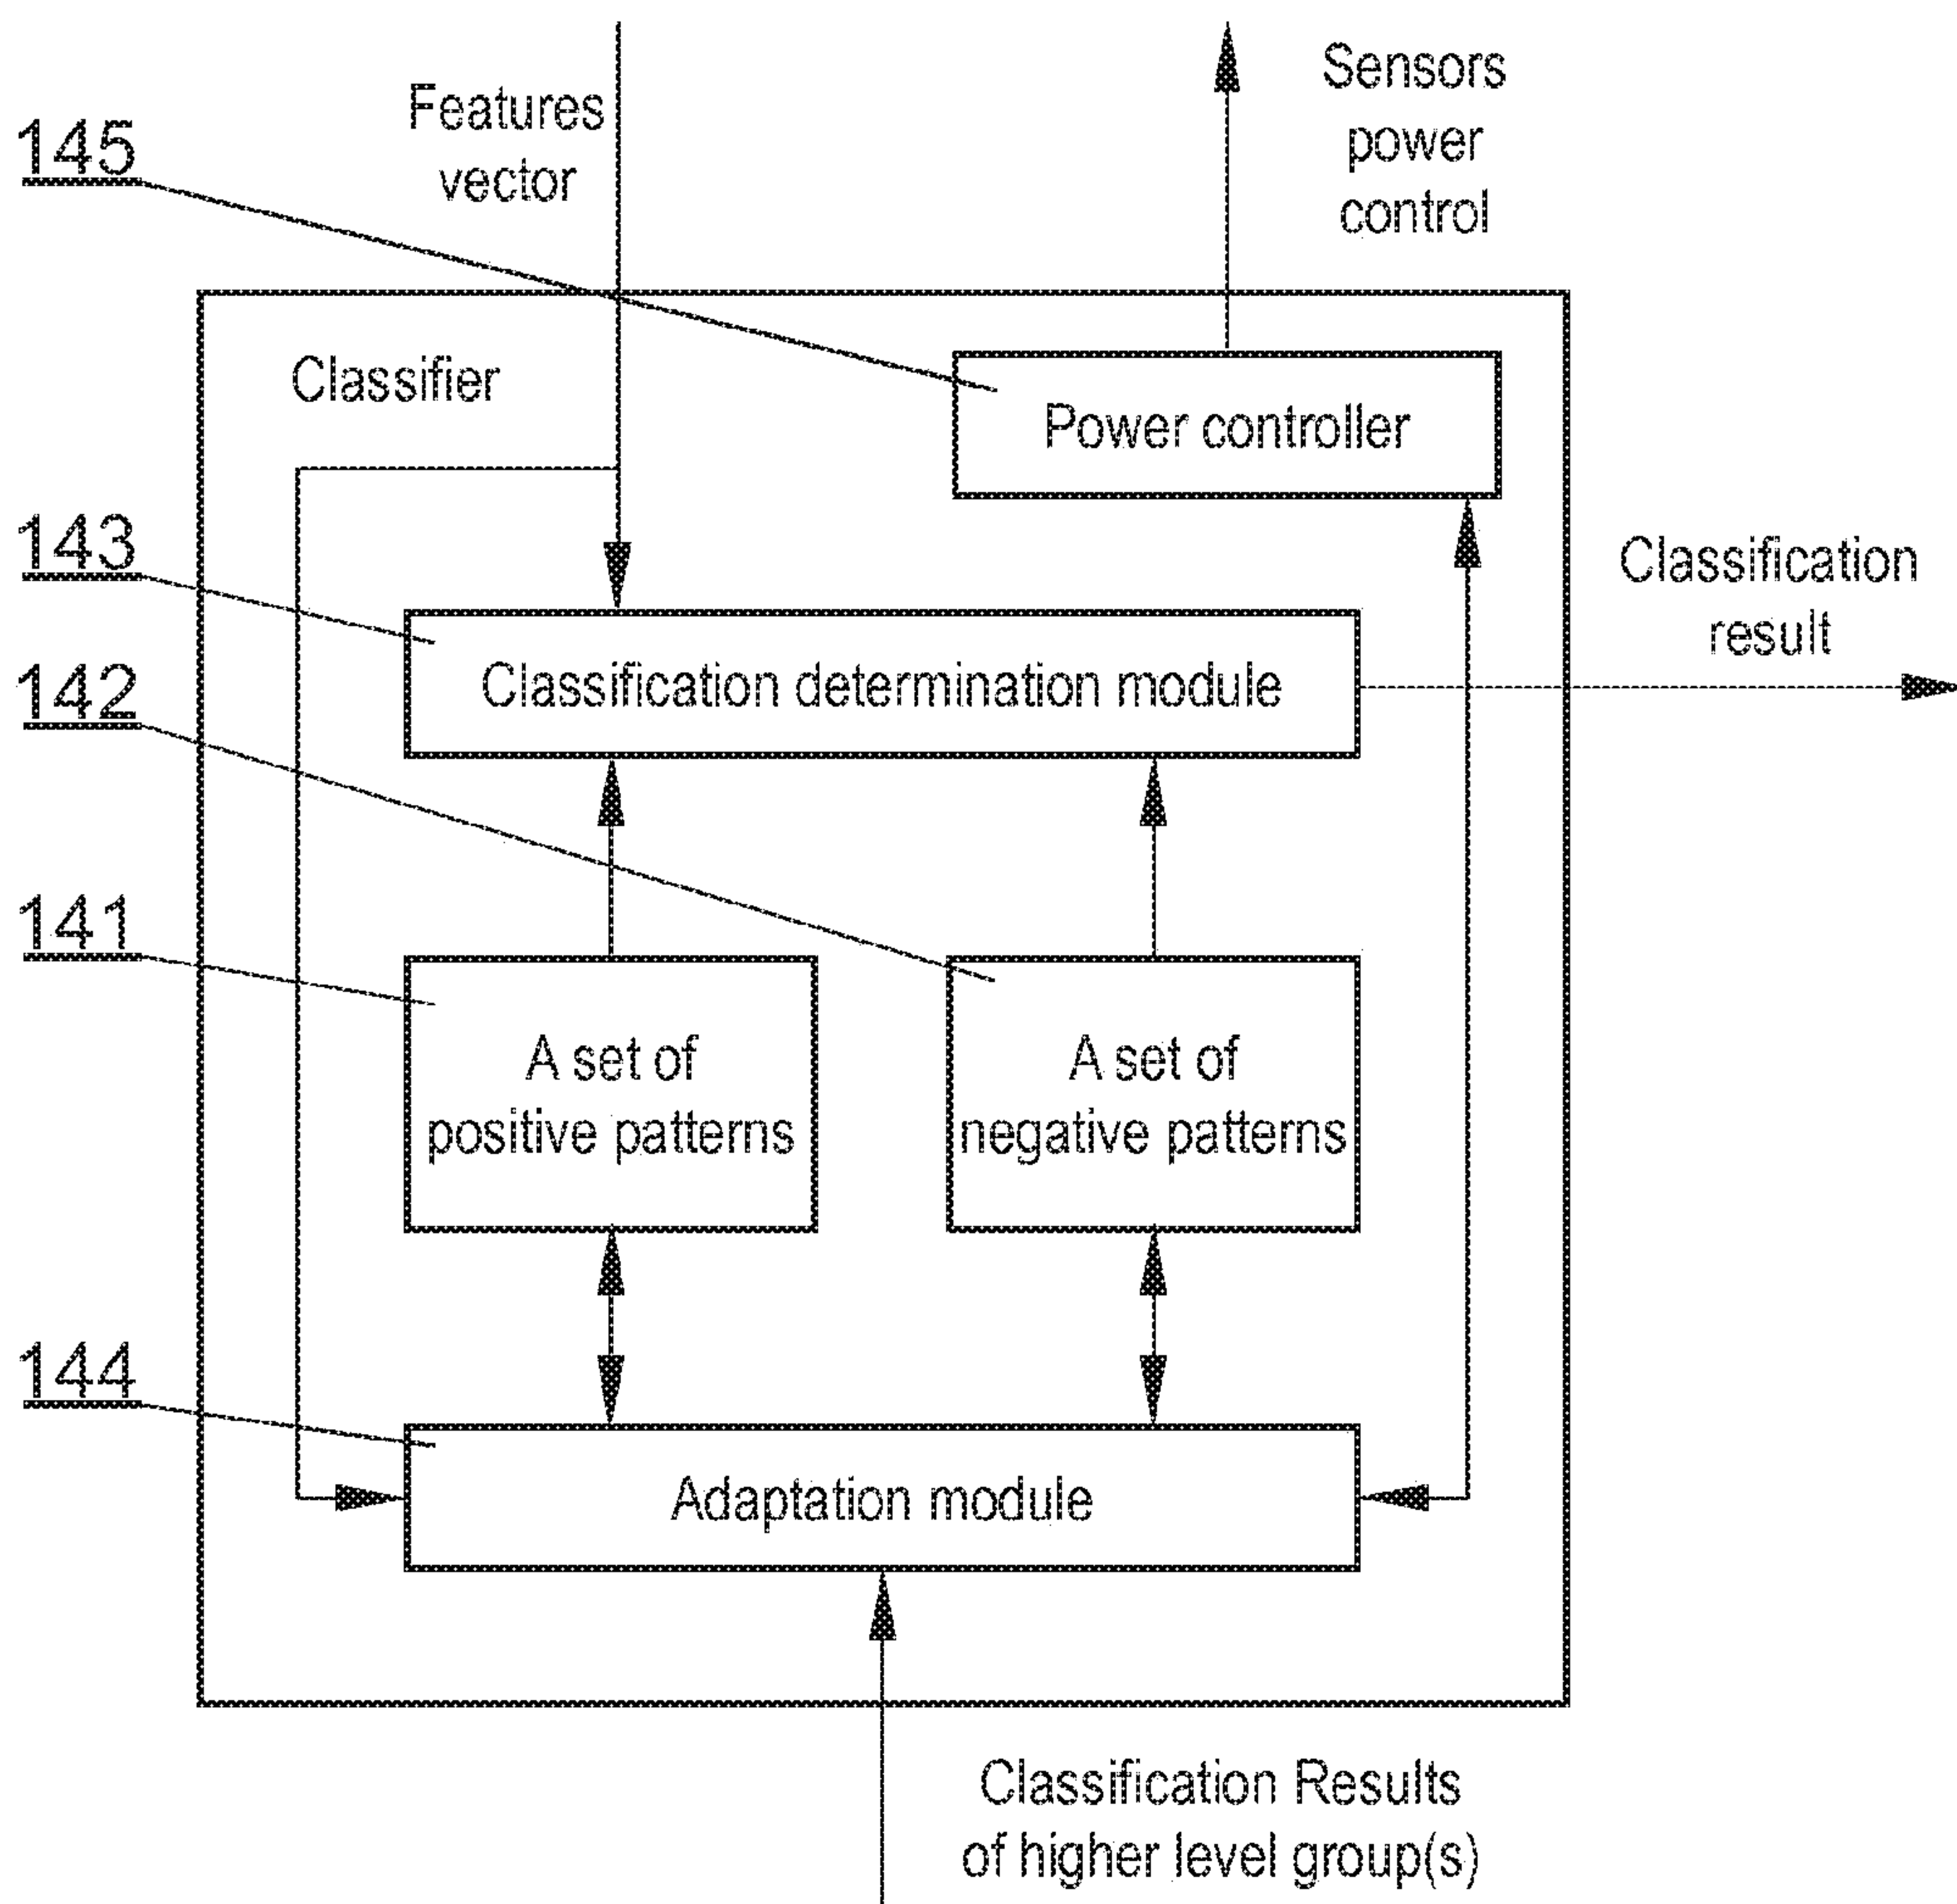 Features
vector
Sensors
power
control
145
Classifier
Power controller
143
Classification
result
142
Classification determination module
141
A set of
positive patterns
A set of
negative patterns
144
Adaptation module
Classification Results
of higher level group(s)